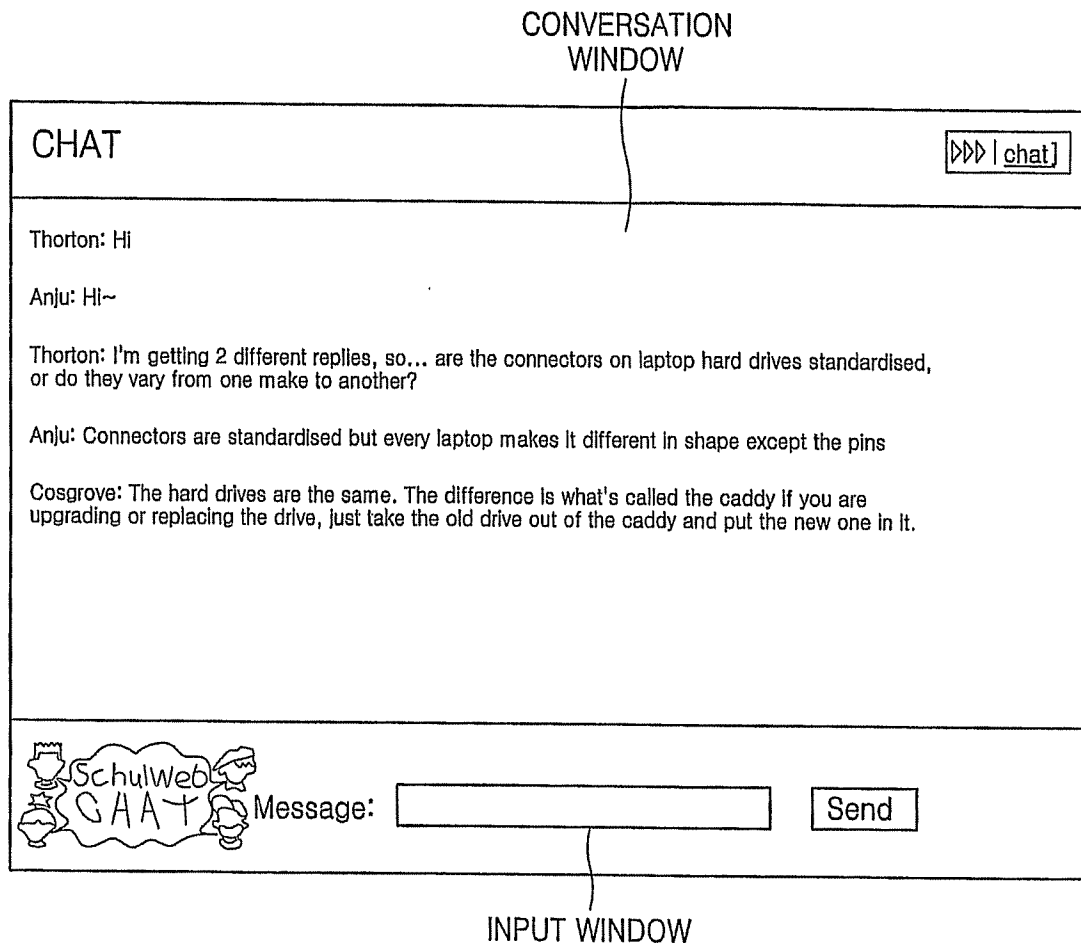 CONVERSATION
WINDOW
CHAT
▷▷▷ | chat]
Thorton: Hi
Anju: Hi~
Thorton: I'm getting 2 different replies, so... are the connectors on laptop hard drives standardised,
or do they vary from one make to another?
Anju: Connectors are standardised but every laptop makes it different in shape except the pins
Cosgrove: The hard drives are the same. The difference is what's called the caddy if you are
upgrading or replacing the drive, just take the old drive out of the caddy and put the new one in it.
SchulWeb
CHAT
Message:
Send
INPUT WINDOW